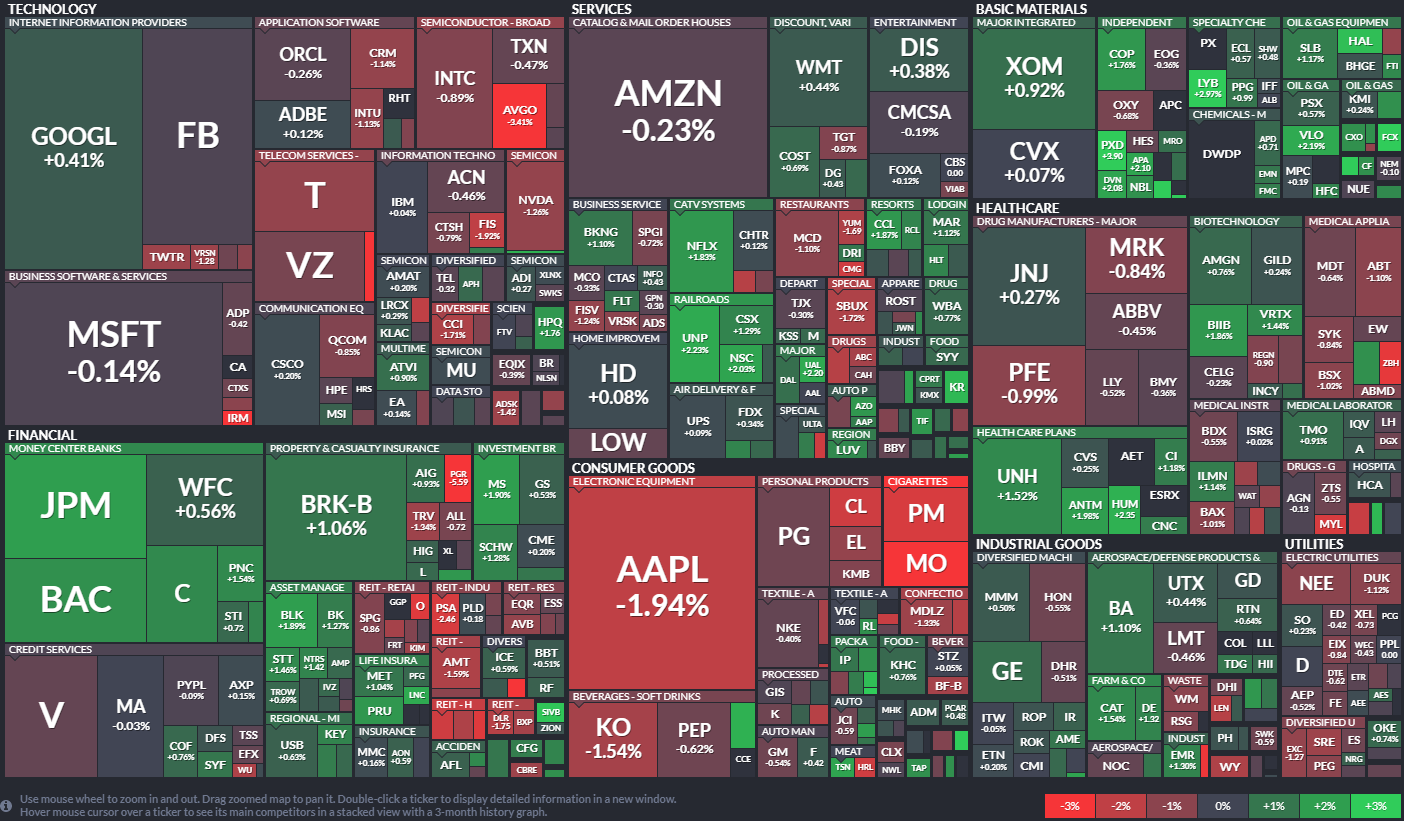 TECHNOLOGY
INTERNET INFORMATION PROVIDERS
GOOGL
+0.41%
FB
TWTR
VRSN
-1.28
APPLICATION SOFTWARE
ORCL
-0.26%
ADBE
+0.12%
CRM
-1.14%
INTU
-1.13%
RHT
SEMICONDUCTOR - BROAD
INTC
-0.89%
TXN
-0.47%
AVGO
-3.41%
BUSINESS SOFTWARE & SERVICES
MSFT
-0.14%
ADP
-0.42
CA
CTXS
IRM
TELECOM SERVICES -
T
VZ
INFORMATION TECHNO
IBM
+0.04%
ACN
-0.46%
CTSH
-0.79%
FIS
-1.92%
SEMICON
NVDA
-1.26%
COMMUNICATION EQ
CSCO
+0.20%
QCOM
-0.85%
HPE
HRS
MSI
SEMICON
AMAT
+0.20%
LRCX
+0.29%
KLAC
DIVERSIFIED
TEL
-0.32
APH
SEMICON
ADI
+0.27
XLNX
SWKS
DIVERSIFIE
CCI
-1.71%
SCIEN
FTV
HPQ
+1.76
MULTIME
ATVI
+0.90%
EA
+0.14%
SEMICON
MU
DATA STO
EQIX
-0.39%
BR
NLSN
ADSK
-1.42
FINANCIAL
MONEY CENTER BANKS
JPM
BAC
WFC
+0.56%
C
PNC
+1.54%
STI
+0.72
PROPERTY & CASUALTY INSURANCE
BRK-B
+1.06%
AIG
+0.93%
PGR
-5.59
TRV
-1.34%
ALL
-0.72
HIG
XL
L
INVESTMENT BR
MS
+1.90%
GS
+0.53%
SCHW
+1.28%
CME
+0.20%
CREDIT SERVICES
V
MA
-0.03%
PYPL
-0.09%
AXP
+0.15%
COF
+0.76%
DFS
SYF
TSS
EFX
WU
ASSET MANAGE
BLK
+1.89%
BK
+1.27%
STT
+1.46%
NTRS
+1.42
AMP
TROW
+0.69%
IVZ
REGIONAL - MI
USB
+0.63%
KEY
REIT - RETAI
SPG
-0.86
GGP
O
FRT
KIM
LIFE INSURA
MET
+1.04%
PFG
LNC
PRU
INSURANCE
MMC
+0.16%
AON
+0.59
REIT - INDU
PSA
-2.46
PLD
+0.18
REIT - RES
EQR
ESS
AVB
REIT -
AMT
-1.59%
DIVERS
ICE
+0.59%
BBT
+0.51%
RF
REIT - H
REIT -
DLR
-1.75
BXP
SIVB
ZION
ACCIDEN
AFL
CFG
CBRE
SERVICES
CATALOG & MAIL ORDER HOUSES
AMZN
-0.23%
DISCOUNT, VARI
WMT
+0.44%
COST
+0.69%
TGT
-0.87%
DG
+0.43
ENTERTAINMENT
DIS
+0.38%
CMCSA
-0.19%
FOXA
+0.12%
CBS
0.00
VIAB
BUSINESS SERVICE
BKNG
+1.10%
SPGI
-0.72%
MCO
-0.33%
CTAS
INFO
+0.43
FLT
GPN
-0.30
FISV
-1.24%
VRSK
ADS
CATV SYSTEMS
NFLX
+1.83%
CHTR
+0.12%
RESTAURANTS
MCD
-1.10%
YUM
-1.69
DRI
CMG
RESORTS
CCL
+1.87%
RCL
LODGIN
MAR
+1.12%
HLT
HOME IMPROVEM
HD
+0.08%
LOW
RAILROADS
UNP
+2.23%
CSX
+1.29%
NSC
+2.03%
AIR DELIVERY & F
UPS
+0.09%
FDX
+0.34%
DEPART
TJX
-0.30%
KSS
M
SPECIAL
SBUX
-1.72%
APPARE
ROST
JWN
DRUG
WBA
+0.77%
MAJOR
DAL
UAL
+2.20
AAL
DRUGS
ABC
CAH
INDUST
FOOD
SYY
SPECIAL
ULTA
AUTO P
AZO
AAP
REGION
LUV
CPRT
KMX
KR
TIF
BBY
CONSUMER GOODS
ELECTRONIC EQUIPMENT
AAPL
-1.94%
PERSONAL PRODUCTS
PG
CL
EL
KMB
CIGARETTES
PM
MO
BEVERAGES - SOFT DRINKS
KO
-1.54%
PEP
-0.62%
CCE
TEXTILE - A
NKE
-0.40%
TEXTILE - A
VFC
-0.06
RL
CONFECTIO
MDLZ
-1.33%
PACKA
IP
FOOD -
KHC
+0.76%
BEVER
STZ
+0.05%
BF-B
PROCESSED
GIS
K
AUTO MAN
GM
-0.54%
F
+0.42
AUTO
JCI
-0.59
MHK
ADM
PCAR
+0.48
MEAT
TSN
HRL
CLX
NWL
TAP
BASIC MATERIALS
MAJOR INTEGRATED
XOM
+0.92%
CVX
+0.07%
INDEPENDENT
COP
+1.76%
EOG
-0.36%
OXY
-0.68%
APC
PXD
+3.90
HES
MRO
DVN
+2.08
APA
+2.10
NBL
SPECIALTY CHE
PX
ECL
+0.57
SHW
+0.48
LYB
+2.97%
PPG
+0.99
IFF
ALB
CHEMICALS - M
DWDP
APD
+0.71
EMN
FMC
OIL & GAS EQUIPMEN
SLB
+1.17%
HAL
BHGE
FTI
OIL & GA
PSX
+0.57%
VLO
+2.19%
MPC
+0.19
HFC
OIL & GAS
KMI
+0.24%
CXO
FCX
CF
NEM
-0.10
NUE
HEALTHCARE
DRUG MANUFACTURERS - MAJOR
JNJ
+0.27%
PFE
-0.99%
MRK
-0.84%
ABBV
-0.45%
LLY
-0.52%
BMY
-0.36%
BIOTECHNOLOGY
AMGN
+0.76%
GILD
+0.24%
BIIB
+1.86%
VRTX
+1.44%
CELG
-0.23%
REGN
-0.90
INCY
MEDICAL APPLIA
MDT
-0.64%
ABT
-1.10%
SYK
-0.84%
EW
BSX
-1.02%
ZBH
ABMD
HEALTH CARE PLANS
UNH
+1.52%
CVS
+0.25%
AET
CI
+1.18%
ANTM
+1.98%
HUM
+2.35
ESRX
CNC
MEDICAL INSTR
BDX
-0.55%
ISRG
+0.02%
ILMN
+1.14%
WAT
BAX
-1.01%
MEDICAL LABORATOR
TMO
+0.91%
IQV
LH
A
DGX
DRUGS - G
AGN
-0.13
ZTS
-0.55
MYL
HOSPITA
HCA
INDUSTRIAL GOODS
DIVERSIFIED MACHI
MMM
+0.50%
HON
-0.55%
GE
DHR
-0.51%
ITW
-0.05%
ROP
IR
ROK
AME
ETN
+0.20%
CMI
AEROSPACE/DEFENSE PRODUCTS &
BA
+1.10%
UTX
+0.44%
GD
RTN
+0.64%
LMT
-0.46%
COL
LLL
TDG
HII
FARM & CO
CAT
+1.54%
DE
+1.32
AEROSPACE/
NOC
WASTE
WM
RSG
DHI
LEN
INDUST
EMR
+1.30%
PH
SWK
-0.59
WY
UTILITIES
ELECTRIC UTILITIES
NEE
DUK
-1.12%
SO
+0.23%
ED
-0.42
XEL
-0.73
PCG
D
EIX
-0.84
WEC
-0.43
PPL
0.00
DTE
-0.62
ETR
AEP
-0.52%
FE
AEE
AES
DIVERSIFIED U
EXC
-1.27
SRE
ES
OKE
+0.74%
PEG
NRG
Use mouse wheel to zoom in and out. Drag zoomed map to pan it. Double-click a ticker to display detailed information in a new window.
Hover mouse cursor over a ticker to see its main competitors in a stacked view with a 3-month history graph.
-3%
-2%
-1%
0%
+1%
+2%
+3%